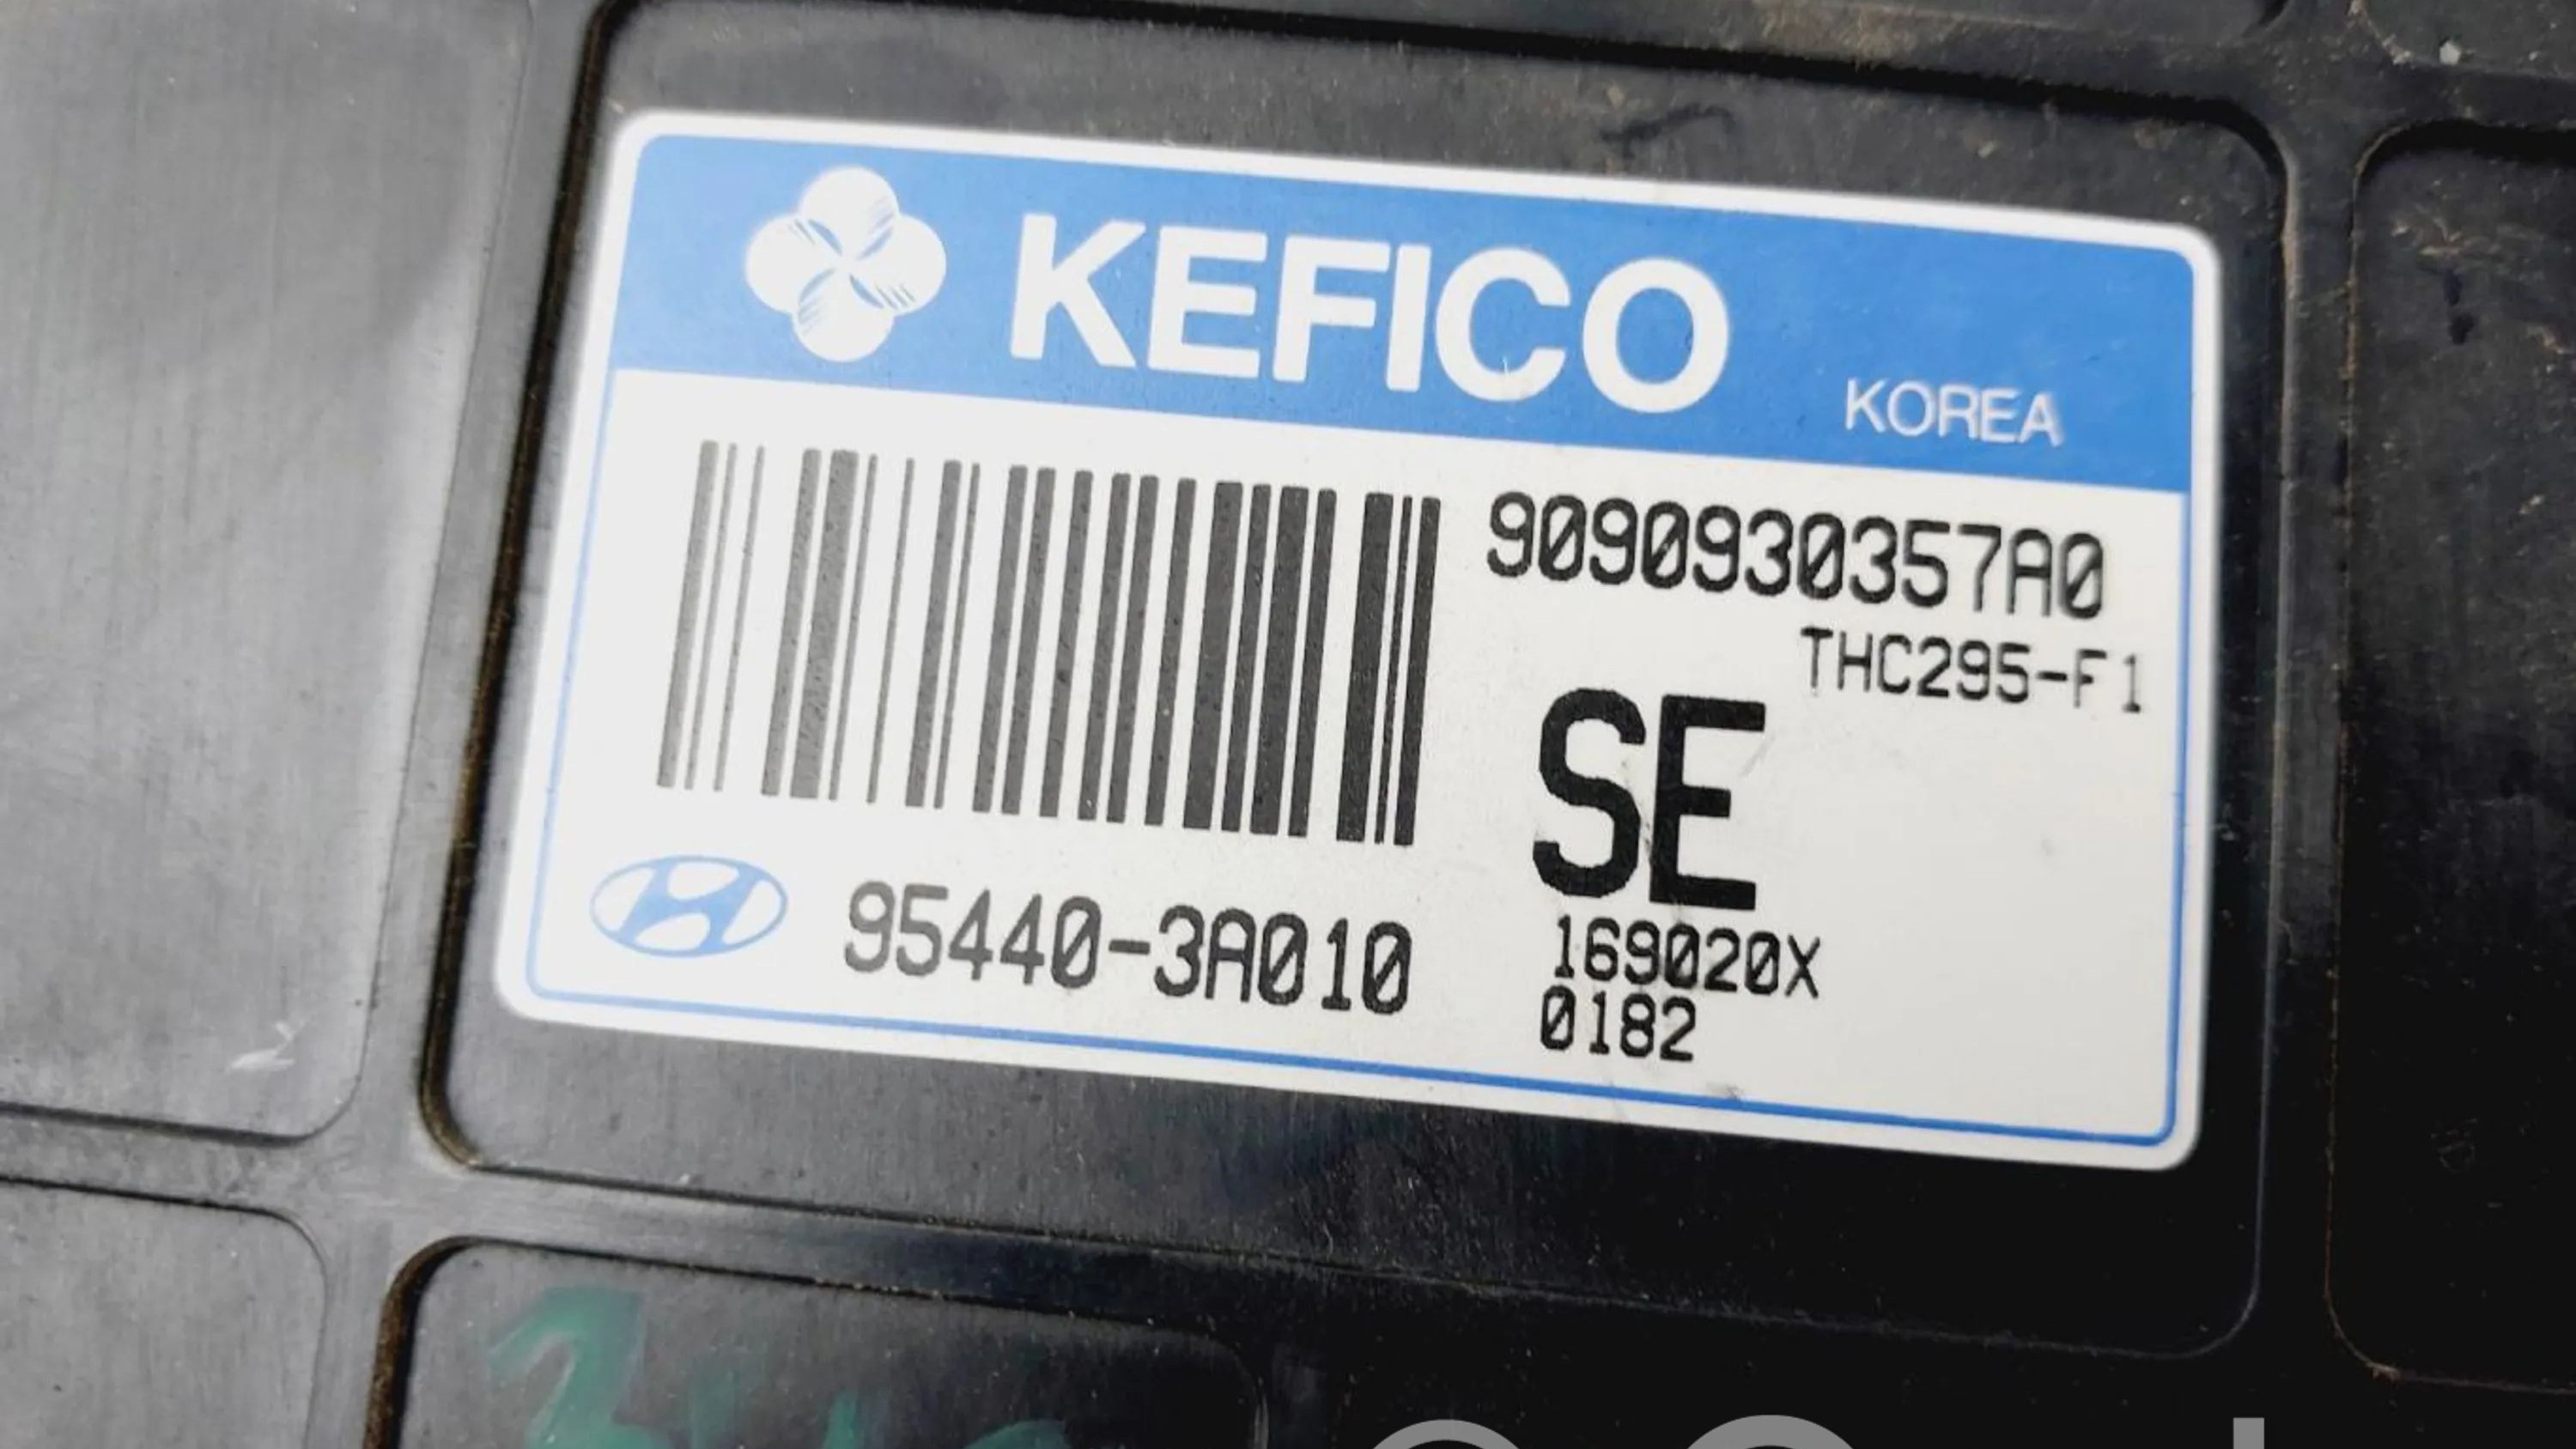 KEFICO
KOREA
9090930357A0
THC295-F1
SE
95440-3A010
169020X
0182